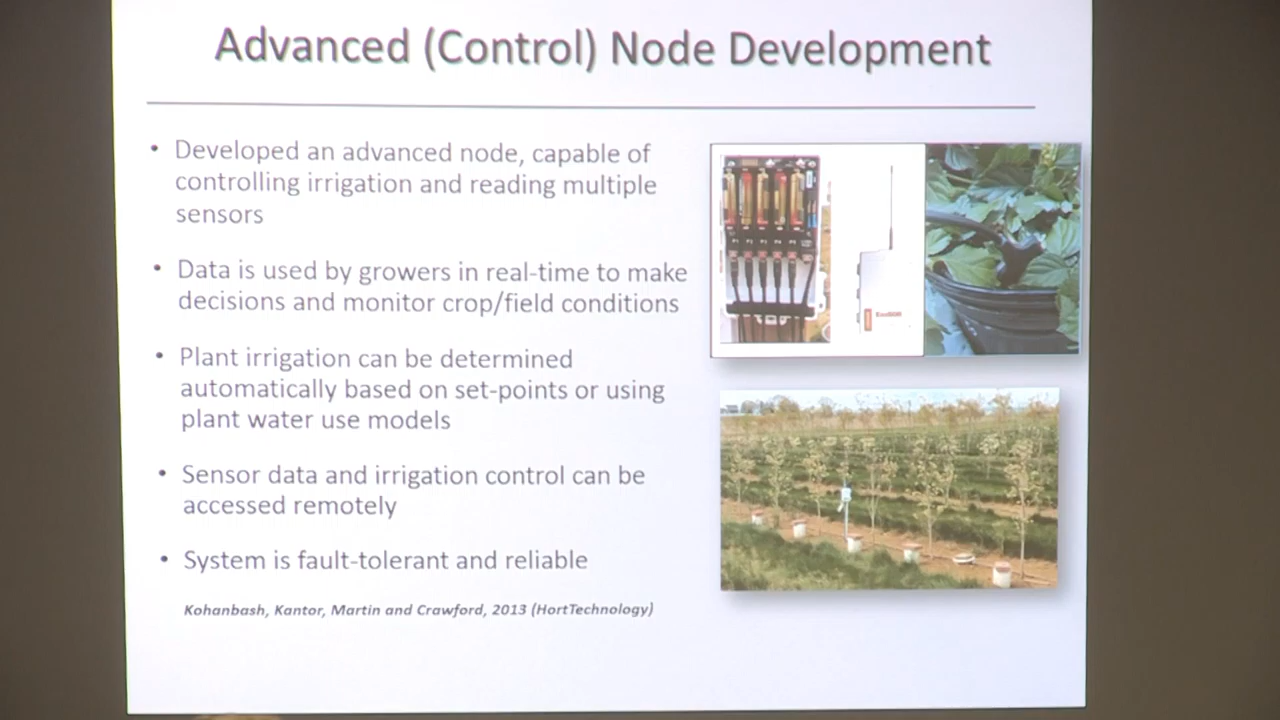 Advanced (Control) Node Development
• Developed an advanced node, capable of
controlling irrigation and reading multiple
sensors
• Data is used by growers in real-time to make
decisions and monitor crop/field conditions
• Plant irrigation can be determined
automatically based on set-points or using
plant water use models
• Sensor data and irrigation control can be
accessed remotely
• System is fault-tolerant and reliable
Kohanbash, Kantor, Martin and Crawford, 2013 (HortTechnology)